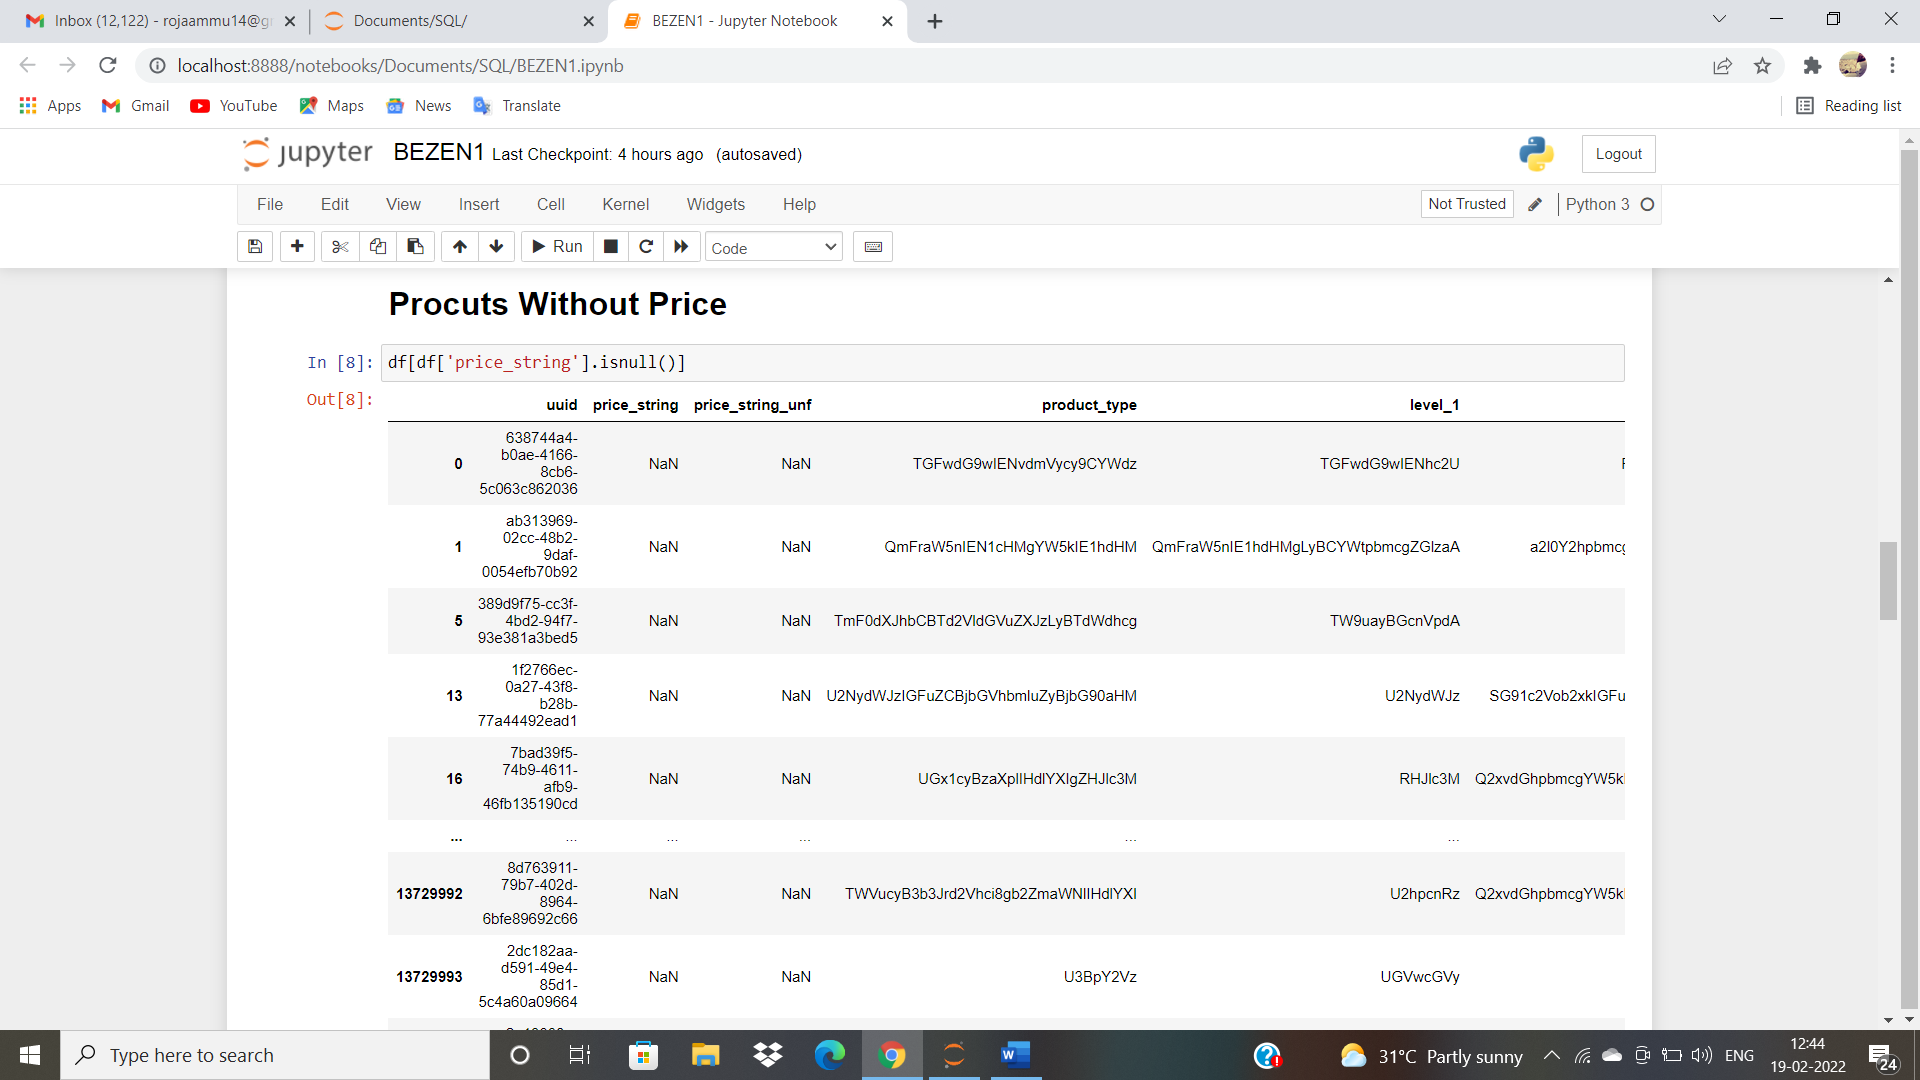 Inbox (12,122) - rojaammu14@gr
Documents/SQL/
BEZEN1 - Jupyter Notebook
localhost:8888/notebooks/Documents/SQL/BEZEN1.ipynb
Apps Gmail YouTube Maps News Translate Reading list
jupyter BEZEN1 Last Checkpoint: 4 hours ago (autosaved) Logout
File Edit View Insert Cell Kernel Widgets Help Not Trusted Python 3
Run Code
Procuts Without Price
In [8]: df[df['price_string'].isnull()]
Out[8]:
uuid price_string price_string_unf product_type level_1
638744a4-
b0ae-4166-
8cb6-
5c063c862036
0 NaN NaN TGFwdG9wIENvdmVycy9CYWdz TGFwdG9wIENhc2U
ab313969-
02cc-48b2-
9daf-
0054efb70b92
1 NaN NaN QmFraW5nIEN1cHMgYW5kIE1hdHM QmFraW5nIE1hdHMgLyBCYWtpbmcgZGlzaA a2l0Y2hpbmcg
389d9f75-cc3f-
4bd2-94f7-
93e381a3bed5
5 NaN NaN TmF0dXJhbCBTd2VldGVuZXJzLyBTdWdhcg TW9uayBGcnVpdA
1f2766ec-
0a27-43f8-
b28b-
77a44492ead1
13 NaN NaN U2NydWJzIGFuZCBjbGVhbmluZyBjbG90aHM U2NydWJz SG91c2Vob2xkIGFu
7bad39f5-
74b9-4611-
afb9-
46fb135190cd
16 NaN NaN UGx1cyBzaXplIHdlYXIgZHJlc3M RHJlc3M Q2xvdGhpbmcgYW5k
... ... ... ... ... ...
8d763911-
79b7-402d-
8964-
6bfe89692c66
13729992 NaN NaN TWVucyB3b3Jrd2Vhci8gb2ZmaWNlIHdlYXI U2hpcnRz Q2xvdGhpbmcgYW5k
2dc182aa-
d591-49e4-
85d1-
5c4a60a09664
13729993 NaN NaN U3BpY2Vz UGVwcGVy
Type here to search
31°C Partly sunny
ENG
12:44
19-02-2022
24